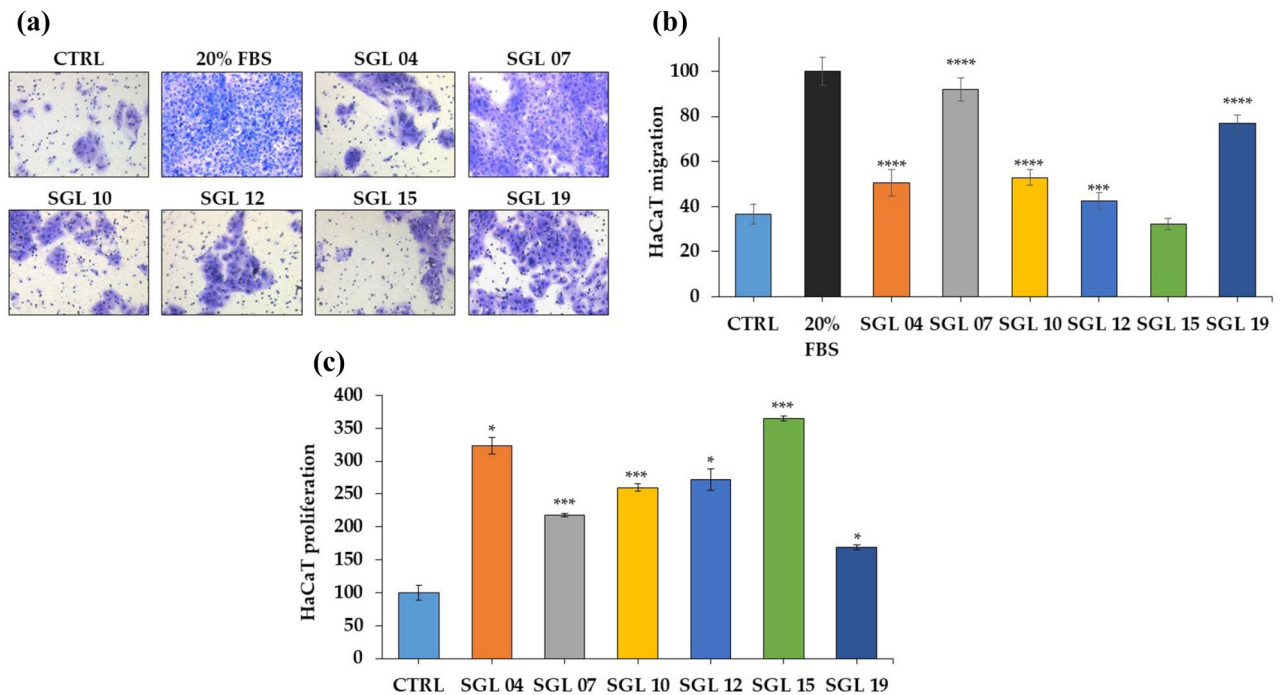 (a)
CTRL 20% FBS SGL 04 SGL 07
SGL 10 SGL 12 SGL 15 SGL 19
(b)
HaCaT migration
100
80
60
40
20
0
**** **** **** *** ****
CTRL 20% SGL 04 SGL 07 SGL 10 SGL 12 SGL 15 SGL 19
FBS
(c)
HaCaT proliferation
400
350
300
250
200
150
100
50
0
* *** *** * *** *
CTRL SGL 04 SGL 07 SGL 10 SGL 12 SGL 15 SGL 19